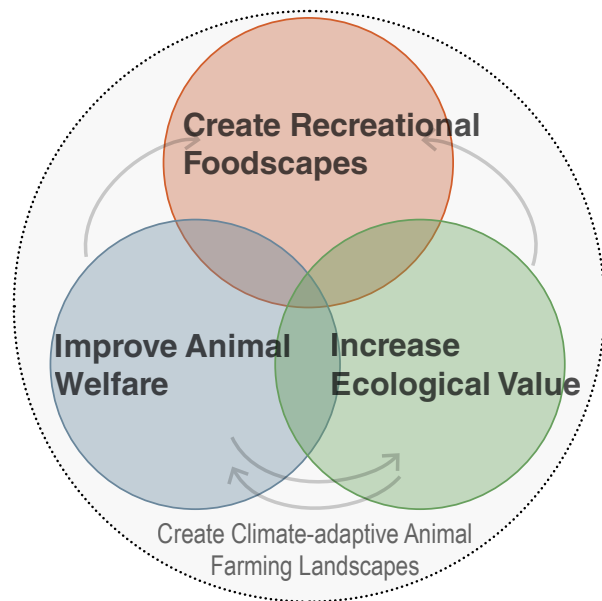 Create Recreational
Foodscapes
Improve Animal
Welfare
Increase
Ecological Value
Create Climate-adaptive Animal
Farming Landscapes